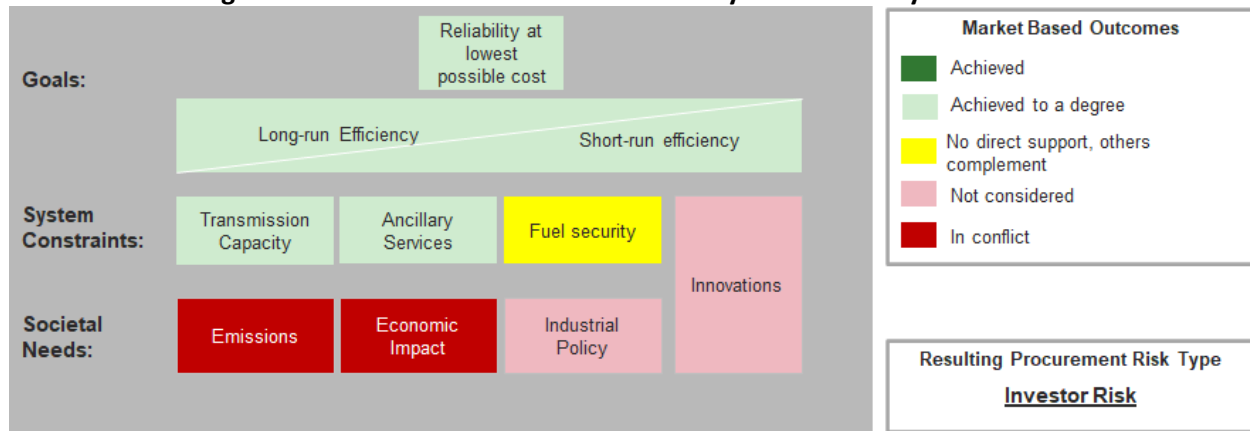 Goals:
Reliability at
lowest
possible cost
Long-run Efficiency
Short-run efficiency
System
Constraints:
Transmission
Capacity
Ancillary
Services
Fuel security
Innovations
Societal
Needs:
Emissions
Economic
Impact
Industrial
Policy
Market Based Outcomes
Achieved
Achieved to a degree
No direct support, others
complement
Not considered
In conflict
Resulting Procurement Risk Type
Investor Risk